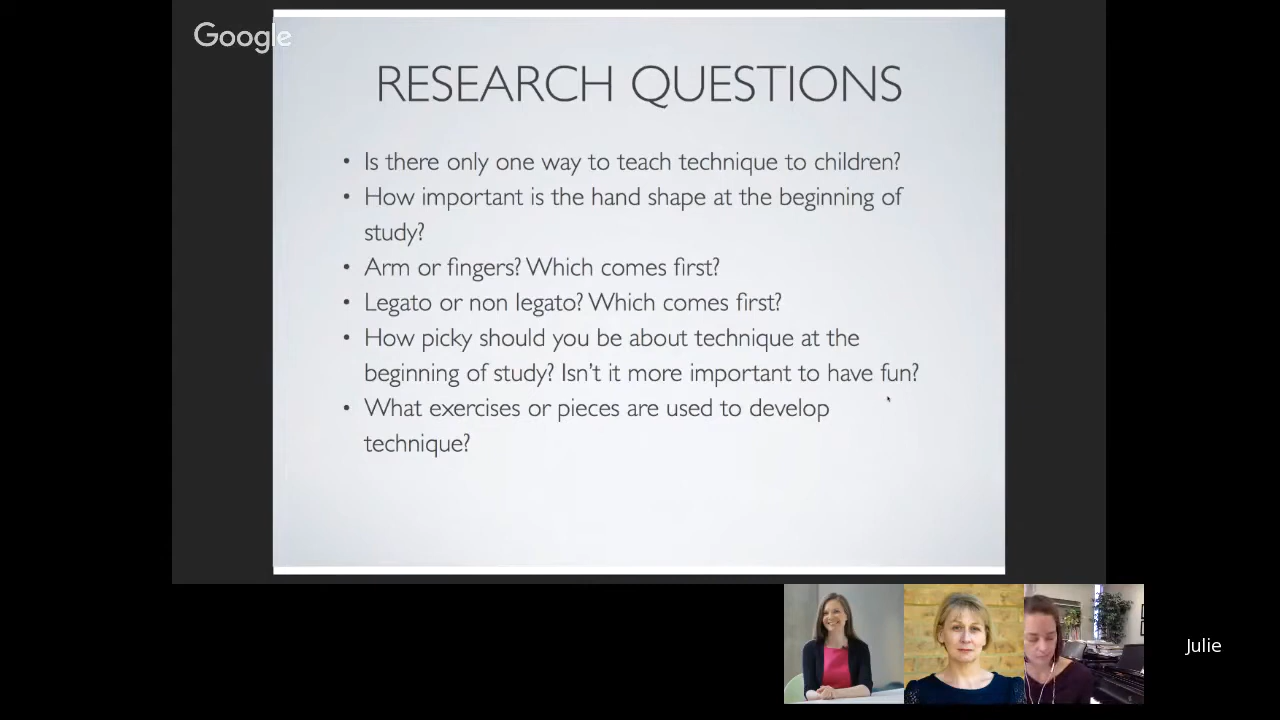 Google
RESEARCH QUESTIONS
• Is there only one way to teach technique to children?
• How important is the hand shape at the beginning of
study?
• Arm or fingers? Which comes first?
• Legato or non legato? Which comes first?
• How picky should you be about technique at the
beginning of study? Isn't it more important to have fun?
• What exercises or pieces are used to develop
technique?
Julie